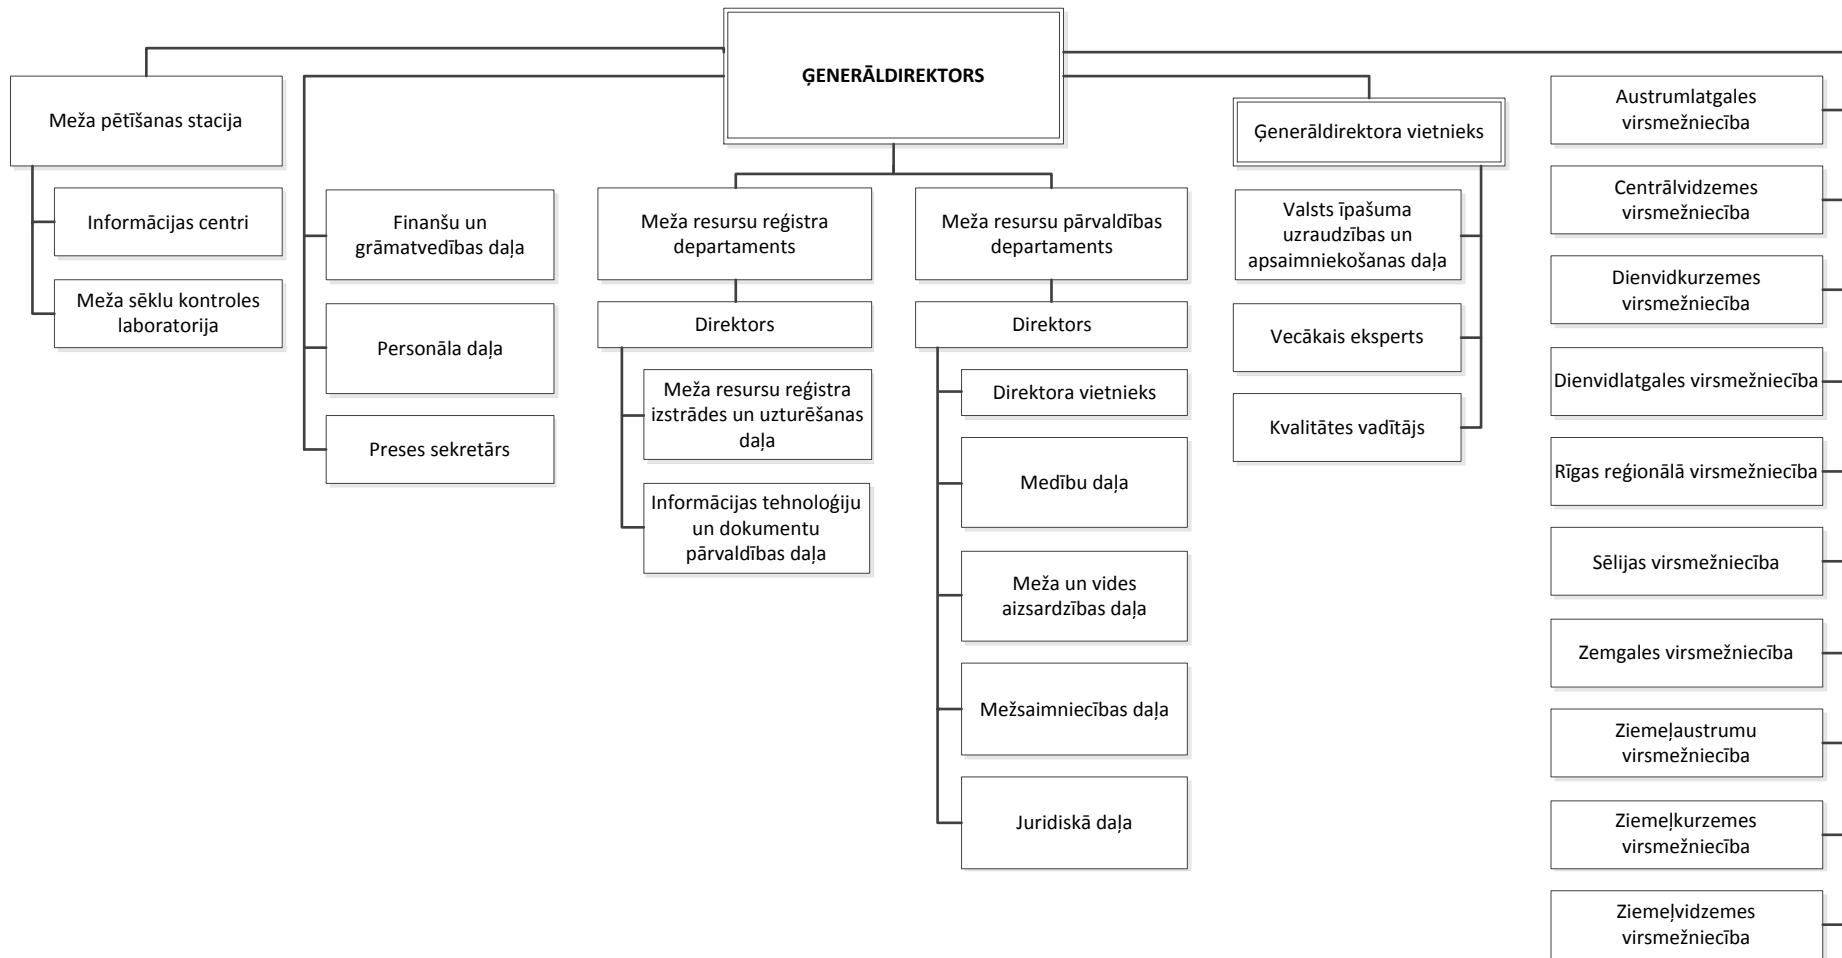 ĢENERĀLDIREKTORS
Meža pētīšanas stacija
Informācijas centri
Meža sēklu kontroles
laboratorija
Finanšu un
grāmatvedības daļa
Personāla daļa
Preses sekretārs
Meža resursu reģistra
departaments
Direktors
Meža resursu reģistra
izstrādes un uzturēšanas
daļa
Informācijas tehnoloģiju
un dokumentu
pārvaldības daļa
Meža resursu pārvaldības
departaments
Direktors
Direktora vietnieks
Medību daļa
Meža un vides
aizsardzības daļa
Mežsaimniecības daļa
Juridiskā daļa
Ģenerāldirektora vietnieks
Valsts īpašuma
uzraudzības un
apsaimniekošanas daļa
Vecākais eksperts
Kvalitātes vadītājs
Austrumlatgales
virsmežniecība
Centrālvidzemes
virsmežniecība
Dienvidkurzemes
virsmežniecība
Dienvidlatgales virsmežniecība
Rīgas reģionālā virsmežniecība
Sēlijas virsmežniecība
Zemgales virsmežniecība
Ziemeļaustrumu
virsmežniecība
Ziemeļkurzemes
virsmežniecība
Ziemeļvidzemes
virsmežniecība